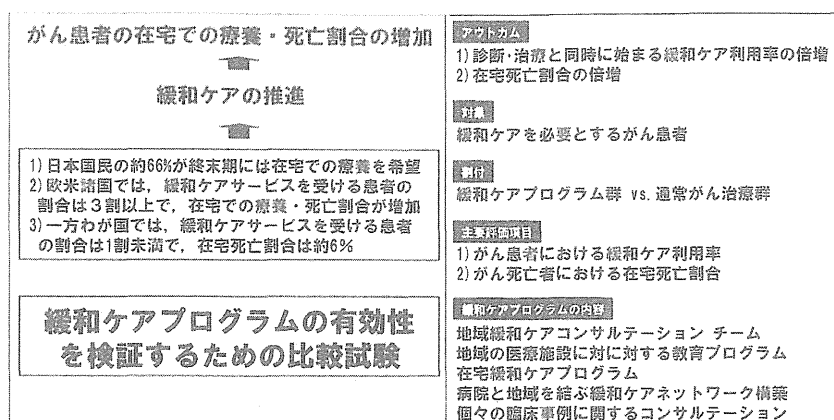 がん患者の在宅での療養・死亡割合の増加
緩和ケアの推進
1)日本国民の約66%が終末期には在宅での療養を希望
2)欧米諸国では，緩和ケアサービスを受ける患者の
割合は３割以上で，在宅での療養・死亡割合が増加
3)一方わが国では，緩和ケアサービスを受ける患者
の割合は1割未満で，在宅死亡割合は約6%
緩和ケアプログラムの有効性
を検証するための比較試験
アウトカム
1)診断・治療と同時に始まる緩和ケア利用率の倍増
2)在宅死亡割合の倍増
対象
緩和ケアを必要とするがん患者
割付
緩和ケアプログラム群 vs.通常がん治療群
主要評価項目
1)がん患者における緩和ケア利用率
2)がん死亡者における在宅死亡割合
緩和ケアプログラムの内容
地域緩和ケアコンサルテーション チーム
地域の医療施設に対に対する教育プログラム
在宅緩和ケアプログラム
病院と地域を結ぶ緩和ケアネットワーク構築
個々の臨床事例に関するコンサルテーション